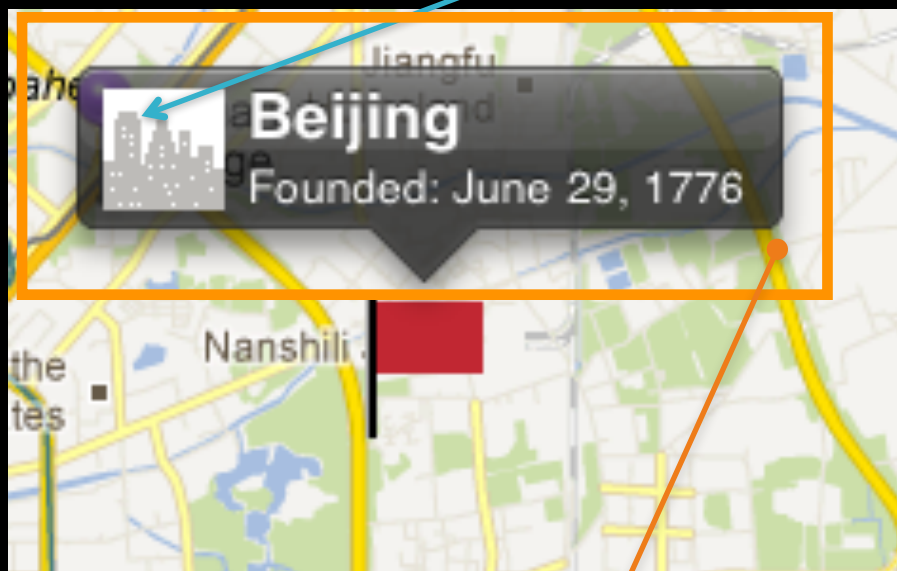 Jiangfu
Beijing
Founded: June 29, 1776
Nanshili
the
tes